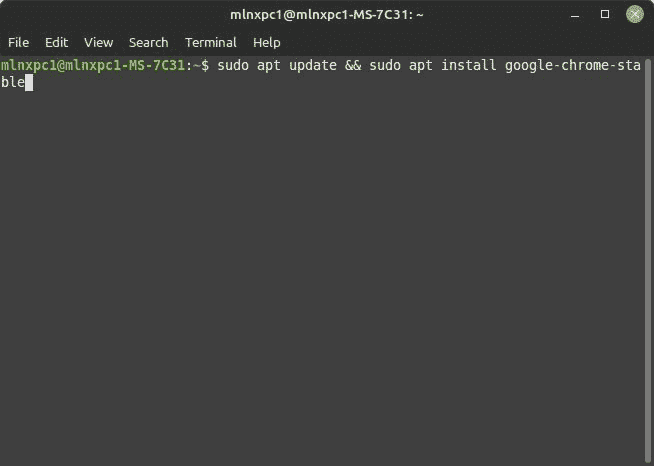 mlnxpc1@mlnxpc1-MS-7C31: ~
File Edit View Search Terminal Help
mlnxpc1@mlnxpc1-MS-7C31:~$ sudo apt update && sudo apt install google-chrome-sta
ble